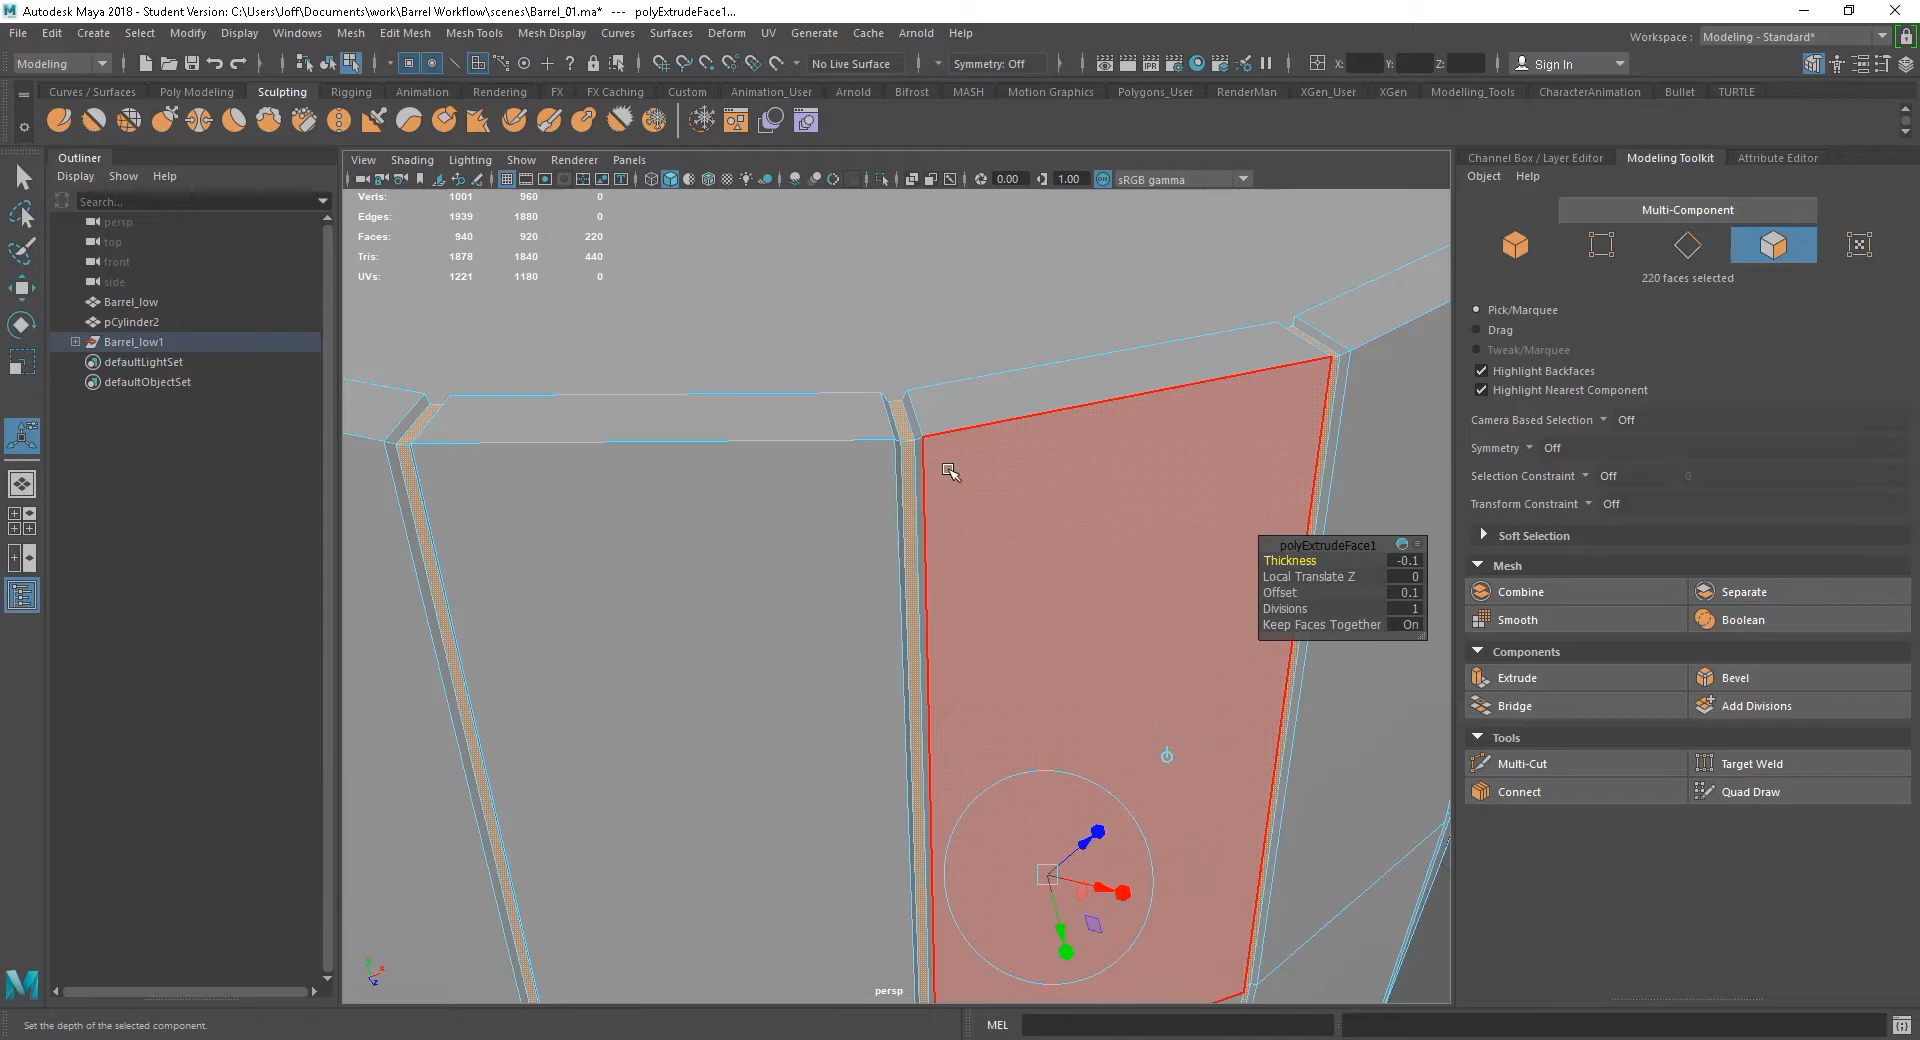 Autodesk Maya 2018 - Student Version: C:\Users\Joff\Documents\work\Barrel Workflow\scenes\Barrel_01.ma* --- polyExtrudeFace1...
File Edit Create Select Modify Display Windows Mesh Edit Mesh Mesh Tools Mesh Display Curves Surfaces Deform UV Generate Cache Arnold Help
Workspace : Modeling - Standard*
Modeling
No Live Surface
Symmetry: Off
X: Y: Z:
Sign In
Curves / Surfaces Poly Modeling Sculpting Rigging Animation Rendering FX FX Caching Custom Animation_User Arnold Bifrost MASH Motion Graphics Polygons_User RenderMan XGen_User XGen Modelling_Tools CharacterAnimation Bullet TURTLE
Outliner
Display Show Help
Search...
persp
top
front
side
Barrel_low
pCylinder2
Barrel_low1
defaultLightSet
defaultObjectSet
View Shading Lighting Show Renderer Panels
0.00 1.00 sRGB gamma
Verts: 1001 960 0
Edges: 1939 1880 0
Faces: 940 920 220
Tris: 1878 1840 440
UVs: 1221 1180 0
polyExtrudeFace1
Thickness -0.1
Local Translate Z 0
Offset 0.1
Divisions 1
Keep Faces Together On
y x z
persp
Channel Box / Layer Editor Modeling Toolkit Attribute Editor
Object Help
Multi-Component
220 faces selected
Pick/Marquee
Drag
Tweak/Marquee
Highlight Backfaces
Highlight Nearest Component
Camera Based Selection Off
Symmetry Off
Selection Constraint Off 0
Transform Constraint Off
Soft Selection
Mesh
Combine Separate
Smooth Boolean
Components
Extrude Bevel
Bridge Add Divisions
Tools
Multi-Cut Target Weld
Connect Quad Draw
Set the depth of the selected component.
MEL